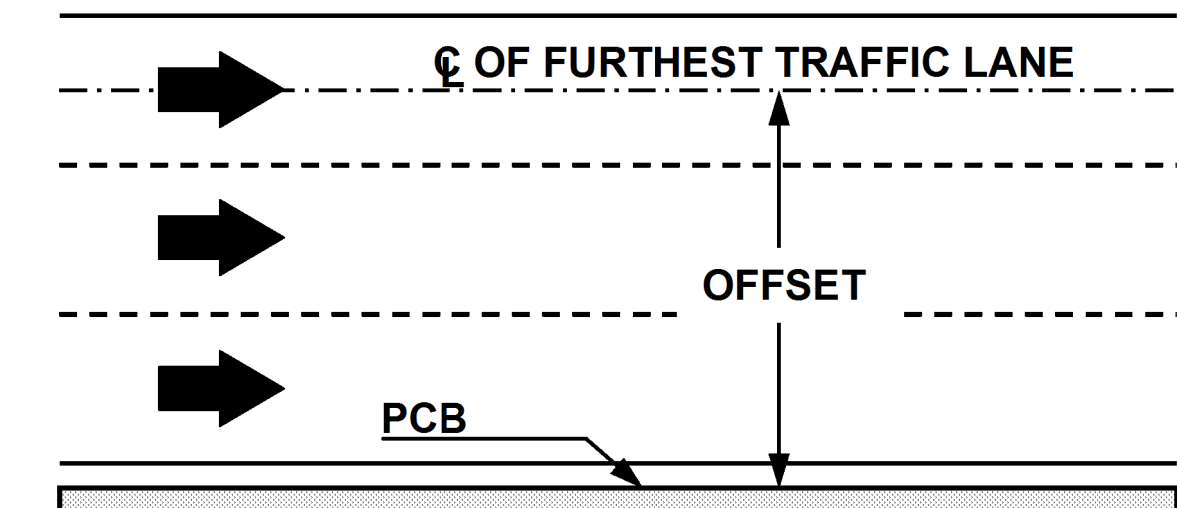 ℄ OF FURTHEST TRAFFIC LANE
OFFSET
PCB